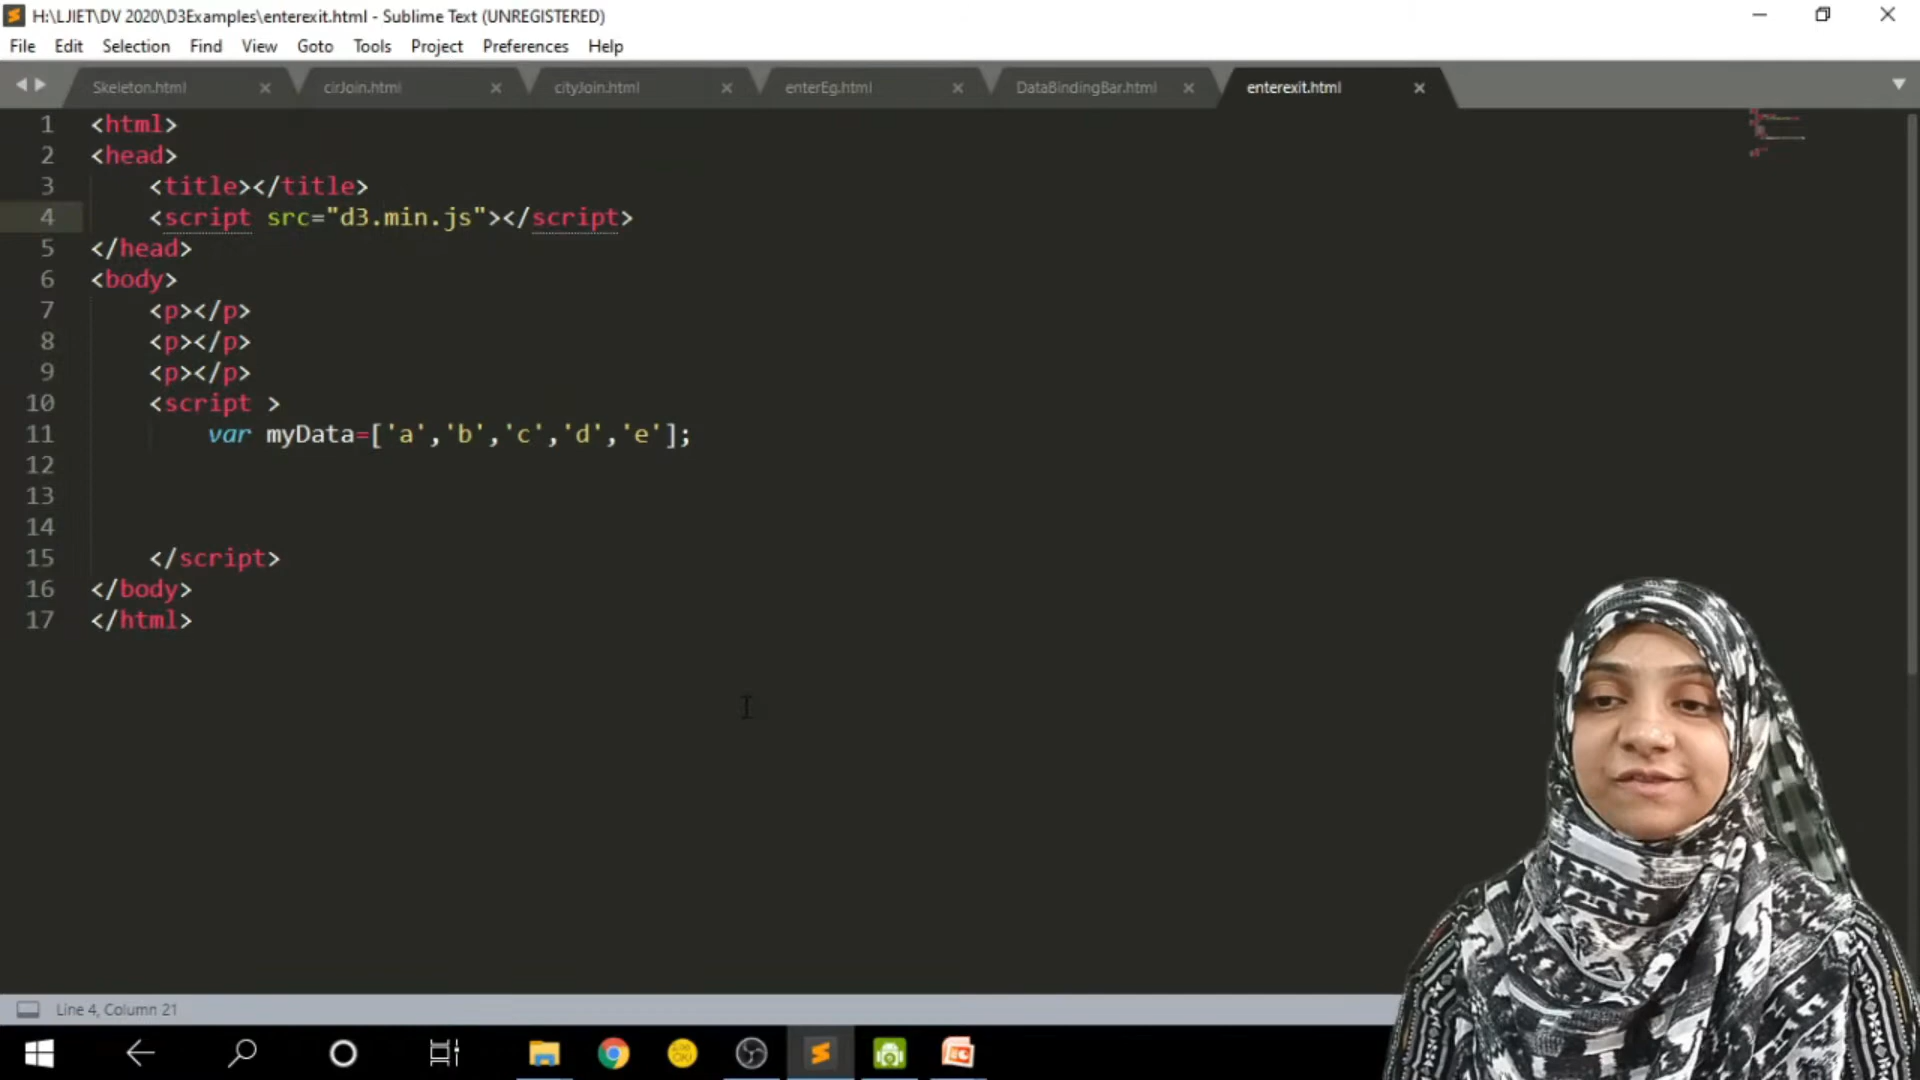 H:\LJIET\DV 2020\D3Examples\enterexit.html - Sublime Text (UNREGISTERED)
File Edit Selection Find View Goto Tools Project Preferences Help
Skeleton.html cirJoin.html cityJoin.html enterEg.html DataBindingBar.html enterexit.html
1 <html>
2 <head>
3 <title></title>
4 <script src="d3.min.js"></script>
5 </head>
6 <body>
7 <p></p>
8 <p></p>
9 <p></p>
10 <script >
11 var myData=['a','b','c','d','e'];
12
13
14
15 </script>
16 </body>
17 </html>
Line 4, Column 21